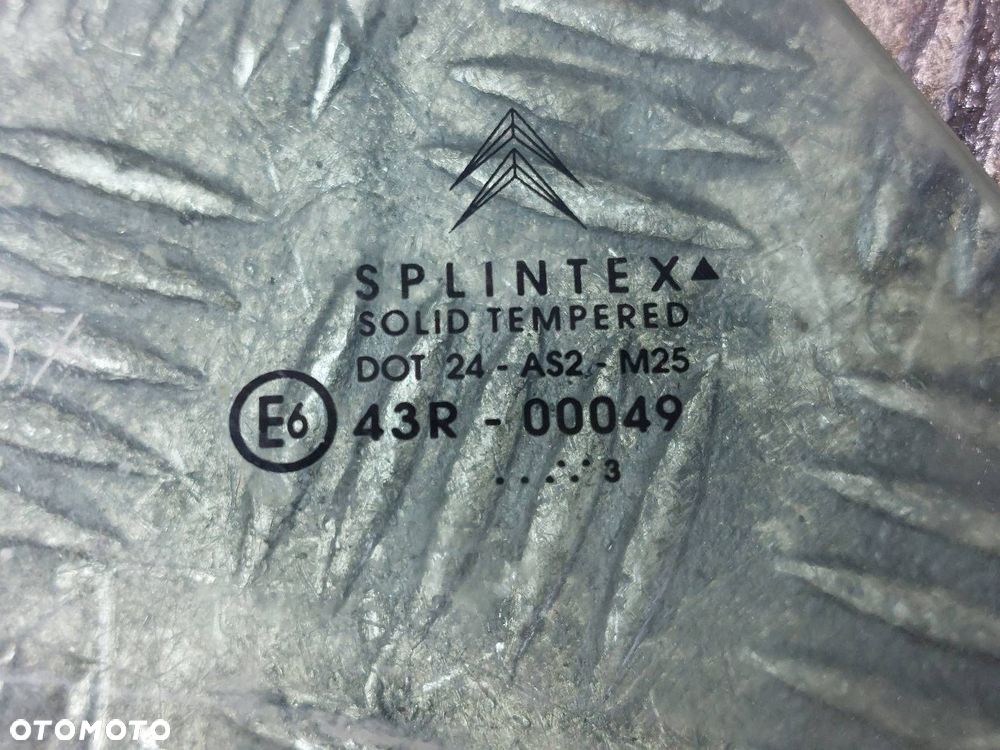 SPLINTEX▲
SOLID TEMPERED
DOT 24 - AS2 - M25
E6 43R - 00049
..::: 3
OTOMOTO